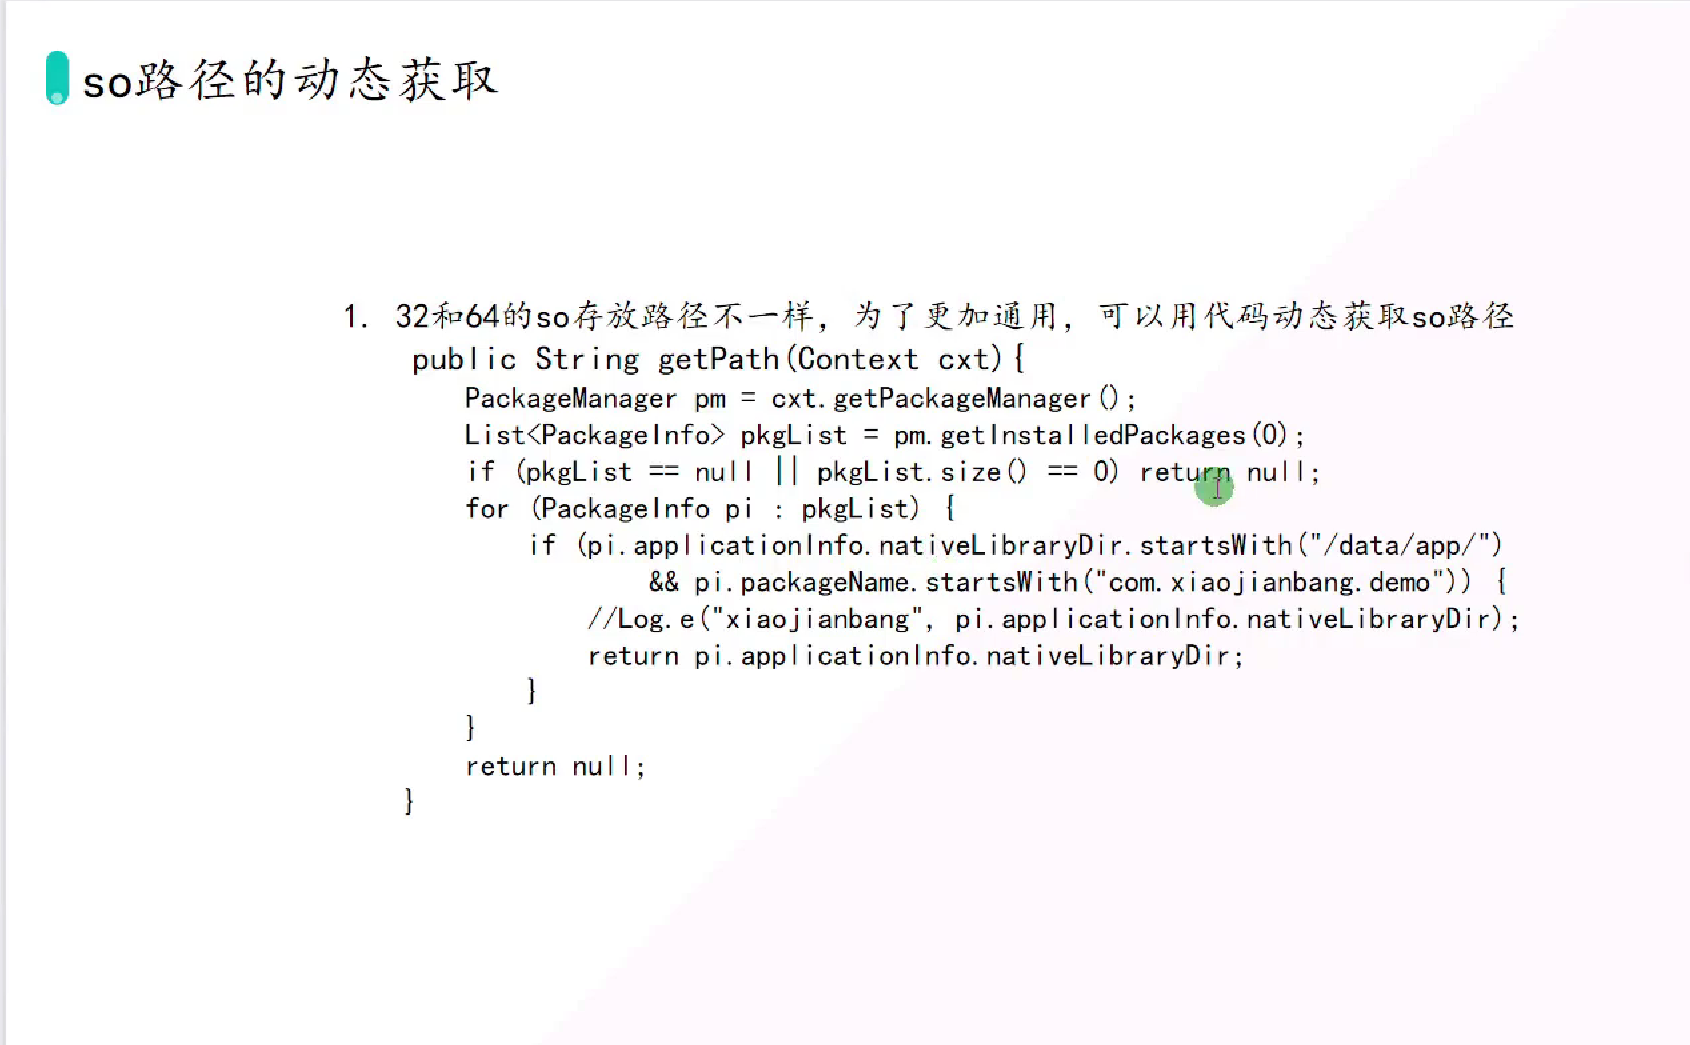 so路径的动态获取
1. 32和64的so存放路径不一样，为了更加通用，可以用代码动态获取so路径
public String getPath(Context cxt){
PackageManager pm = cxt.getPackageManager();
List<PackageInfo> pkgList = pm.getInstalledPackages(0);
if (pkgList == null || pkgList.size() == 0) return null;
for (PackageInfo pi : pkgList) {
if (pi.applicationInfo.nativeLibraryDir.startsWith("/data/app/")
&& pi.packageName.startsWith("com.xiaojianbang.demo")) {
//Log.e("xiaojianbang", pi.applicationInfo.nativeLibraryDir);
return pi.applicationInfo.nativeLibraryDir;
}
}
return null;
}